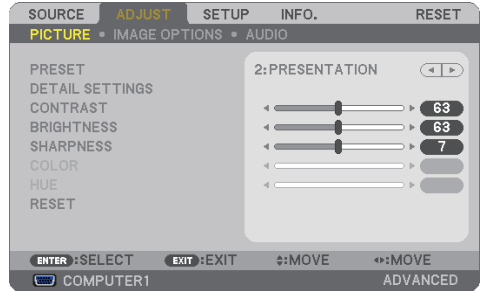 SOURCE ADJUST SETUP INFO. RESET
PICTURE • IMAGE OPTIONS • AUDIO
PRESET 2:PRESENTATION
DETAIL SETTINGS
CONTRAST 63
BRIGHTNESS 63
SHARPNESS 7
COLOR
HUE
RESET
ENTER :SELECT EXIT :EXIT :MOVE :MOVE
COMPUTER1 ADVANCED